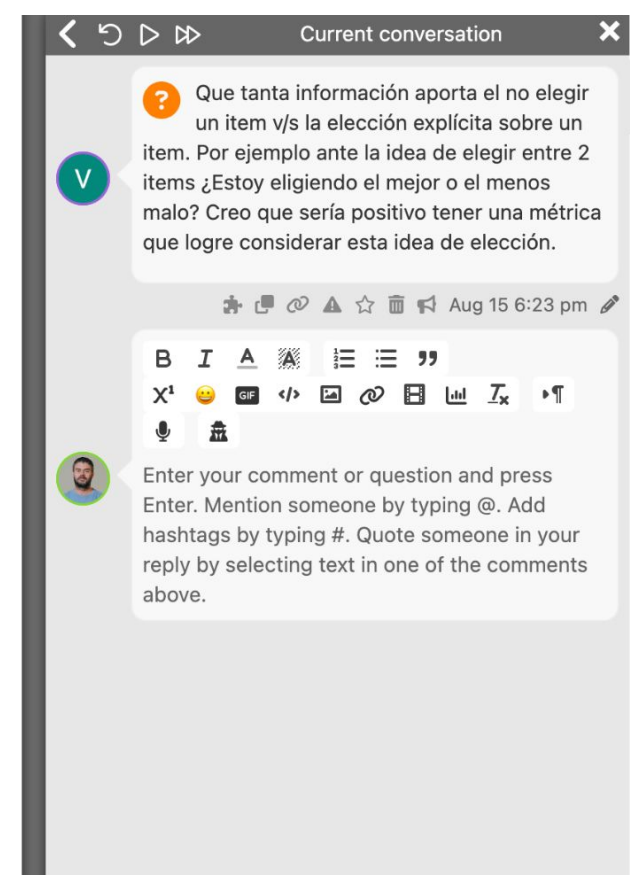 Current conversation
? Que tanta información aporta el no elegir
un item v/s la elección explícita sobre un
item. Por ejemplo ante la idea de elegir entre 2
items ¿Estoy eligiendo el mejor o el menos
malo? Creo que sería positivo tener una métrica
que logre considerar esta idea de elección.
V
Aug 15 6:23 pm
B I A A
X¹ GIF </> Tx ¶
Enter your comment or question and press
Enter. Mention someone by typing @. Add
hashtags by typing #. Quote someone in your
reply by selecting text in one of the comments
above.